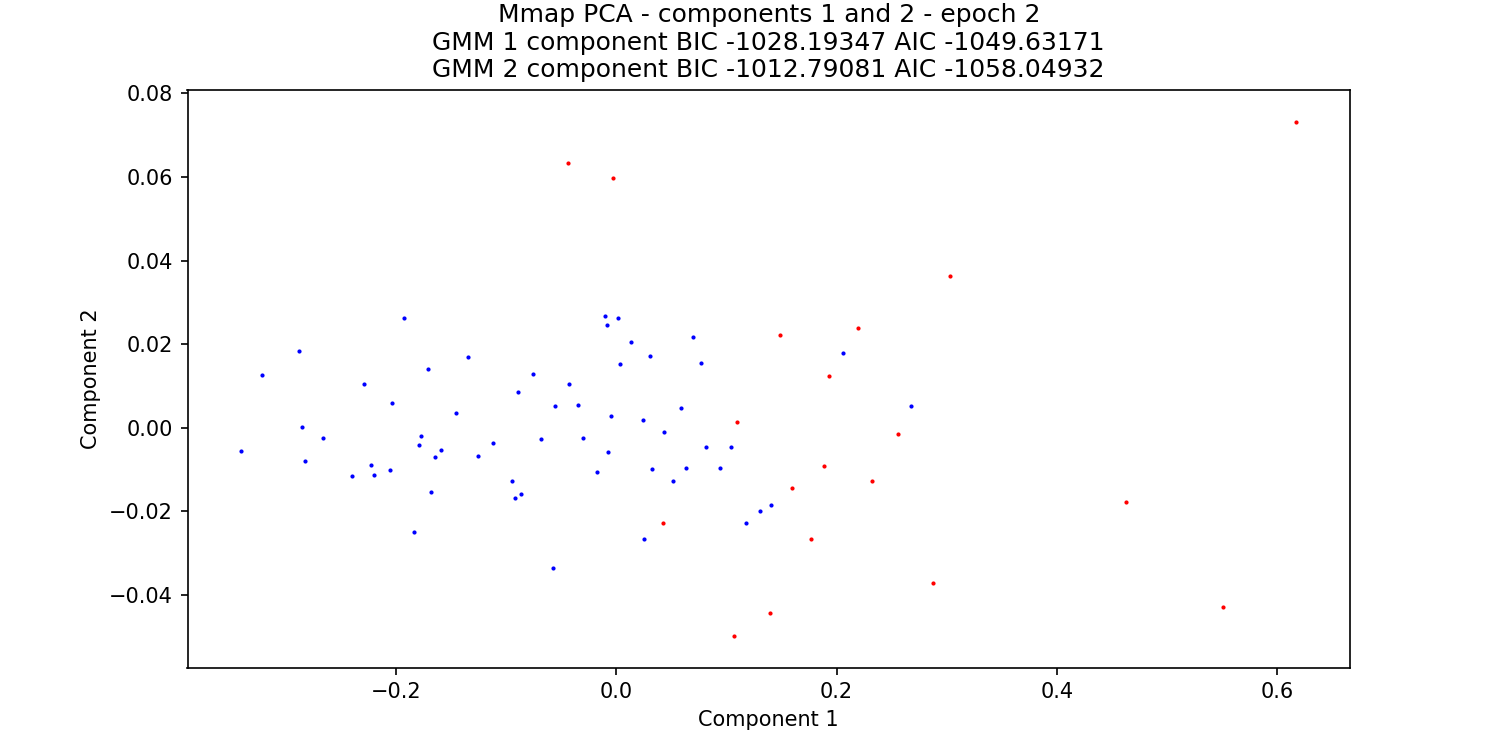 Mmap PCA - components 1 and 2 - epoch 2
GMM 1 component BIC -1028.19347 AIC -1049.63171
GMM 2 component BIC -1012.79081 AIC -1058.04932
0.08
0.06
0.04
0.02
0.00
−0.02
−0.04
Component 2
−0.2
0.0
0.2
0.4
0.6
Component 1